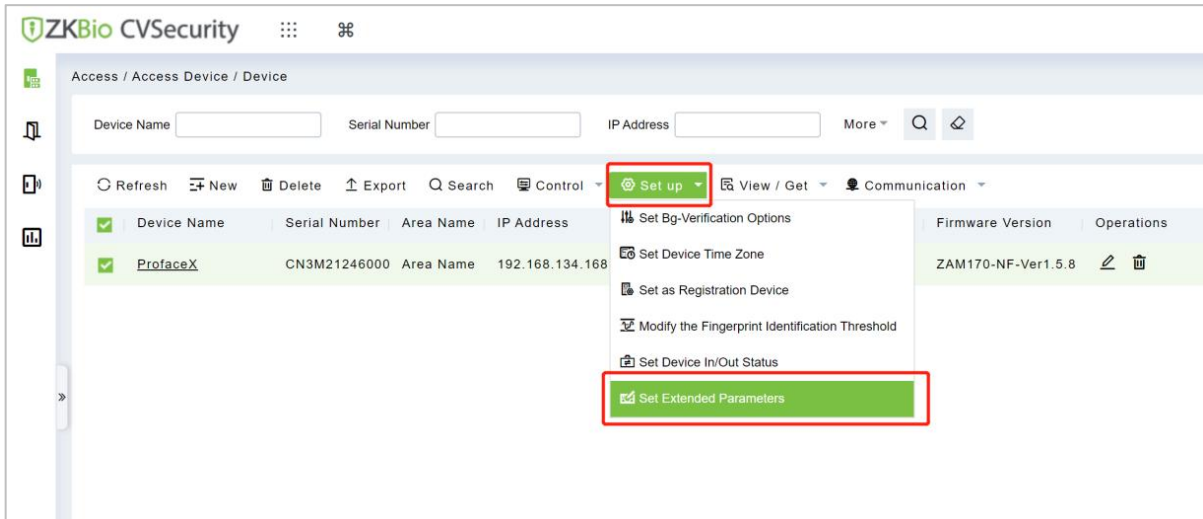 ZKBio CVSecurity
Access / Access Device / Device
Device Name Serial Number IP Address More
Refresh New Delete Export Search Control Set up View / Get Communication
Device Name Serial Number Area Name IP Address Firmware Version Operations
ProfaceX CN3M21246000 Area Name 192.168.134.168 ZAM170-NF-Ver1.5.8
Set Bg-Verification Options
Set Device Time Zone
Set as Registration Device
Modify the Fingerprint Identification Threshold
Set Device In/Out Status
Set Extended Parameters